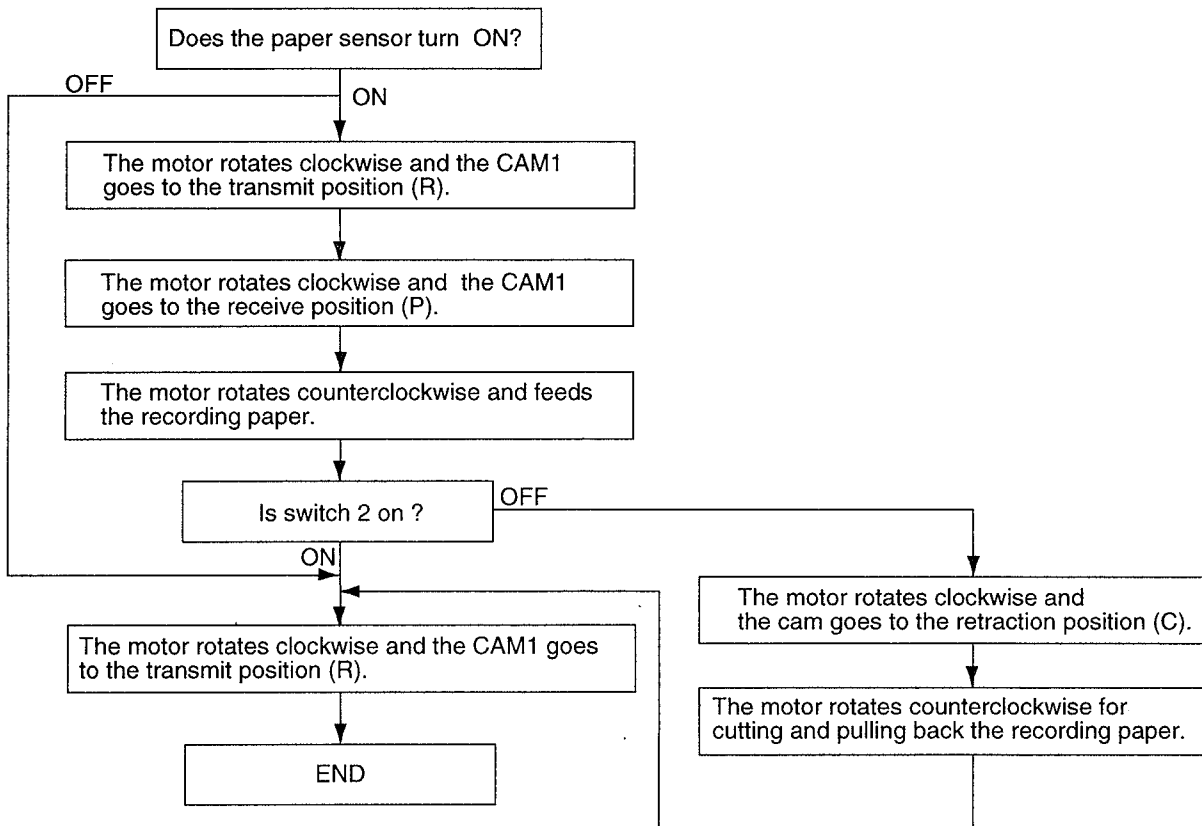 Does the paper sensor turn ON?
OFF
ON
The motor rotates clockwise and the CAM1
goes to the transmit position (R).
The motor rotates clockwise and the CAM1
goes to the receive position (P).
The motor rotates counterclockwise and feeds
the recording paper.
Is switch 2 on ?
OFF
ON
The motor rotates clockwise and
the cam goes to the retraction position (C).
The motor rotates clockwise and the CAM1 goes
to the transmit position (R).
The motor rotates counterclockwise for
cutting and pulling back the recording paper.
END